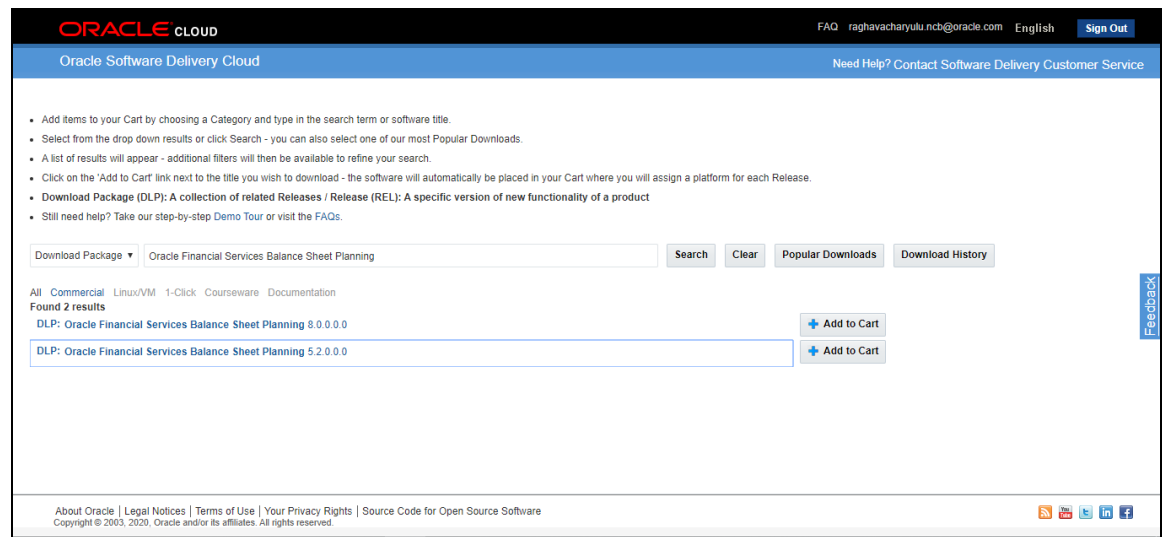 ORACLE CLOUD
FAQ raghavacharyulu.ncb@oracle.com English Sign Out
Oracle Software Delivery Cloud
Need Help? Contact Software Delivery Customer Service
• Add items to your Cart by choosing a Category and type in the search term or software title.
• Select from the drop down results or click Search - you can also select one of our most Popular Downloads.
• A list of results will appear - additional filters will then be available to refine your search.
• Click on the 'Add to Cart' link next to the title you wish to download - the software will automatically be placed in your Cart where you will assign a platform for each Release.
• Download Package (DLP): A collection of related Releases / Release (REL): A specific version of new functionality of a product
• Still need help? Take our step-by-step Demo Tour or visit the FAQs.
Download Package ▼ Oracle Financial Services Balance Sheet Planning Search Clear Popular Downloads Download History
All Commercial Linux/VM 1-Click Courseware Documentation
Found 2 results
DLP: Oracle Financial Services Balance Sheet Planning 8.0.0.0.0 + Add to Cart
DLP: Oracle Financial Services Balance Sheet Planning 5.2.0.0.0 + Add to Cart
Feedback
About Oracle | Legal Notices | Terms of Use | Your Privacy Rights | Source Code for Open Source Software
Copyright © 2003, 2020, Oracle and/or its affiliates. All rights reserved.
You Tube t in f